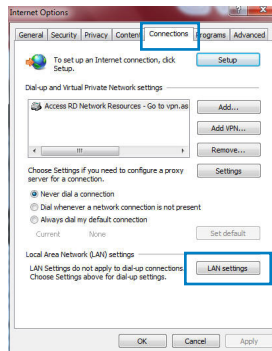 Internet Options
General Security Privacy Content Connections Programs Advanced
To set up an Internet connection, click
Setup.
Setup
Dial-up and Virtual Private Network settings
Access RD Network Resources - Go to vpn.as
Add...
Add VPN...
Remove...
Choose Settings if you need to configure a proxy
server for a connection.
Settings
Never dial a connection
Dial whenever a network connection is not present
Always dial my default connection
Current None
Set default
Local Area Network (LAN) settings
LAN Settings do not apply to dial-up connections.
Choose Settings above for dial-up settings.
LAN settings
OK Cancel Apply